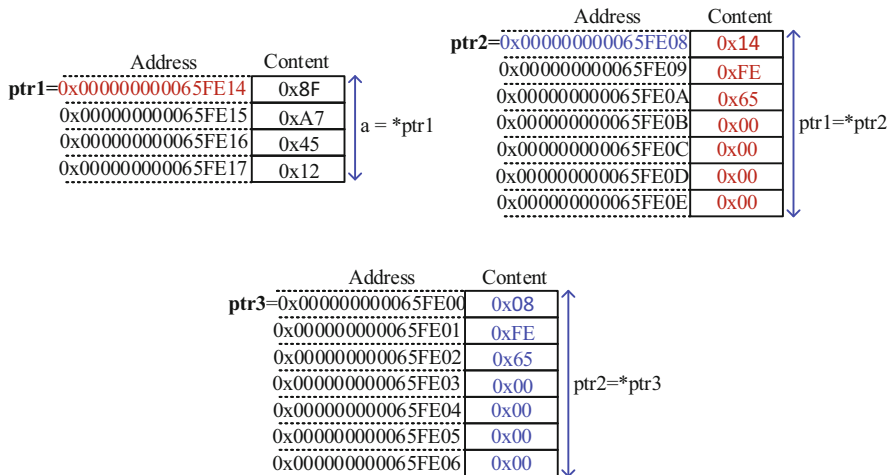 Address Content
ptr1=0x000000000065FE14 0x8F
0x000000000065FE15 0xA7
0x000000000065FE16 0x45
0x000000000065FE17 0x12
a = *ptr1
Address Content
ptr2=0x000000000065FE08 0x14
0x000000000065FE09 0xFE
0x000000000065FE0A 0x65
0x000000000065FE0B 0x00
0x000000000065FE0C 0x00
0x000000000065FE0D 0x00
0x000000000065FE0E 0x00
ptr1=*ptr2
Address Content
ptr3=0x000000000065FE00 0x08
0x000000000065FE01 0xFE
0x000000000065FE02 0x65
0x000000000065FE03 0x00
0x000000000065FE04 0x00
0x000000000065FE05 0x00
0x000000000065FE06 0x00
ptr2=*ptr3